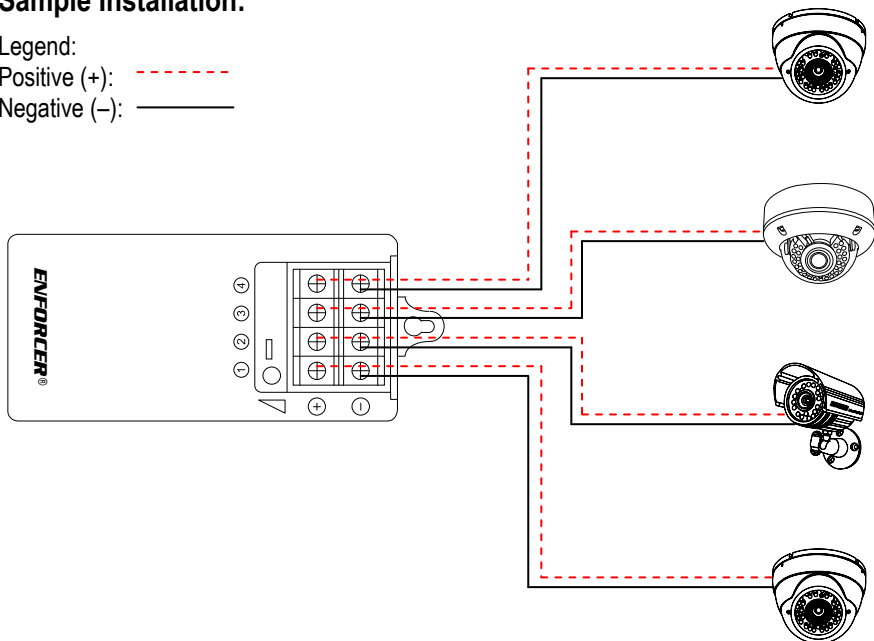 Sample Installation:
Legend:
Positive (+):
Negative (–):
ENFORCER®
4
3
2
1
+
–